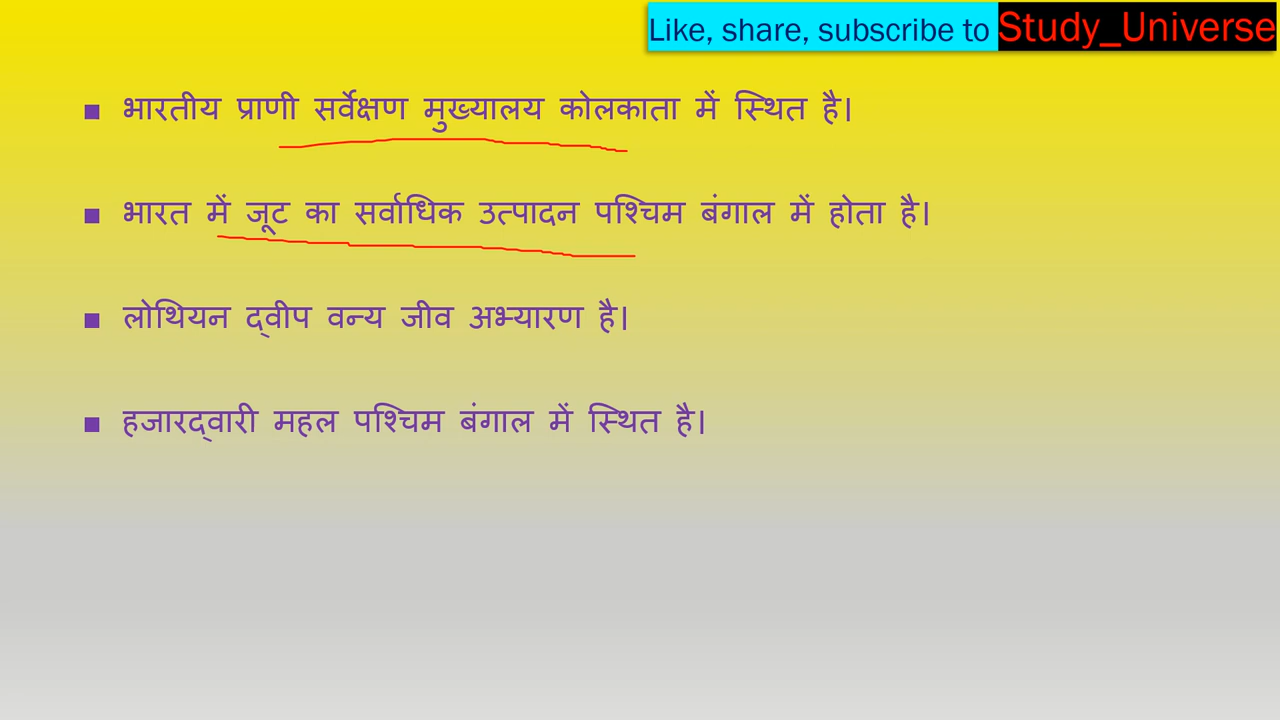 Like, share, subscribe to Study_Universe
▪ भारतीय प्राणी सर्वेक्षण मुख्यालय कोलकाता में स्थित है।
▪ भारत में जूट का सर्वाधिक उत्पादन पश्चिम बंगाल में होता है।
▪ लोथियन द्वीप वन्य जीव अभ्यारण है।
▪ हजारद्वारी महल पश्चिम बंगाल में स्थित है।